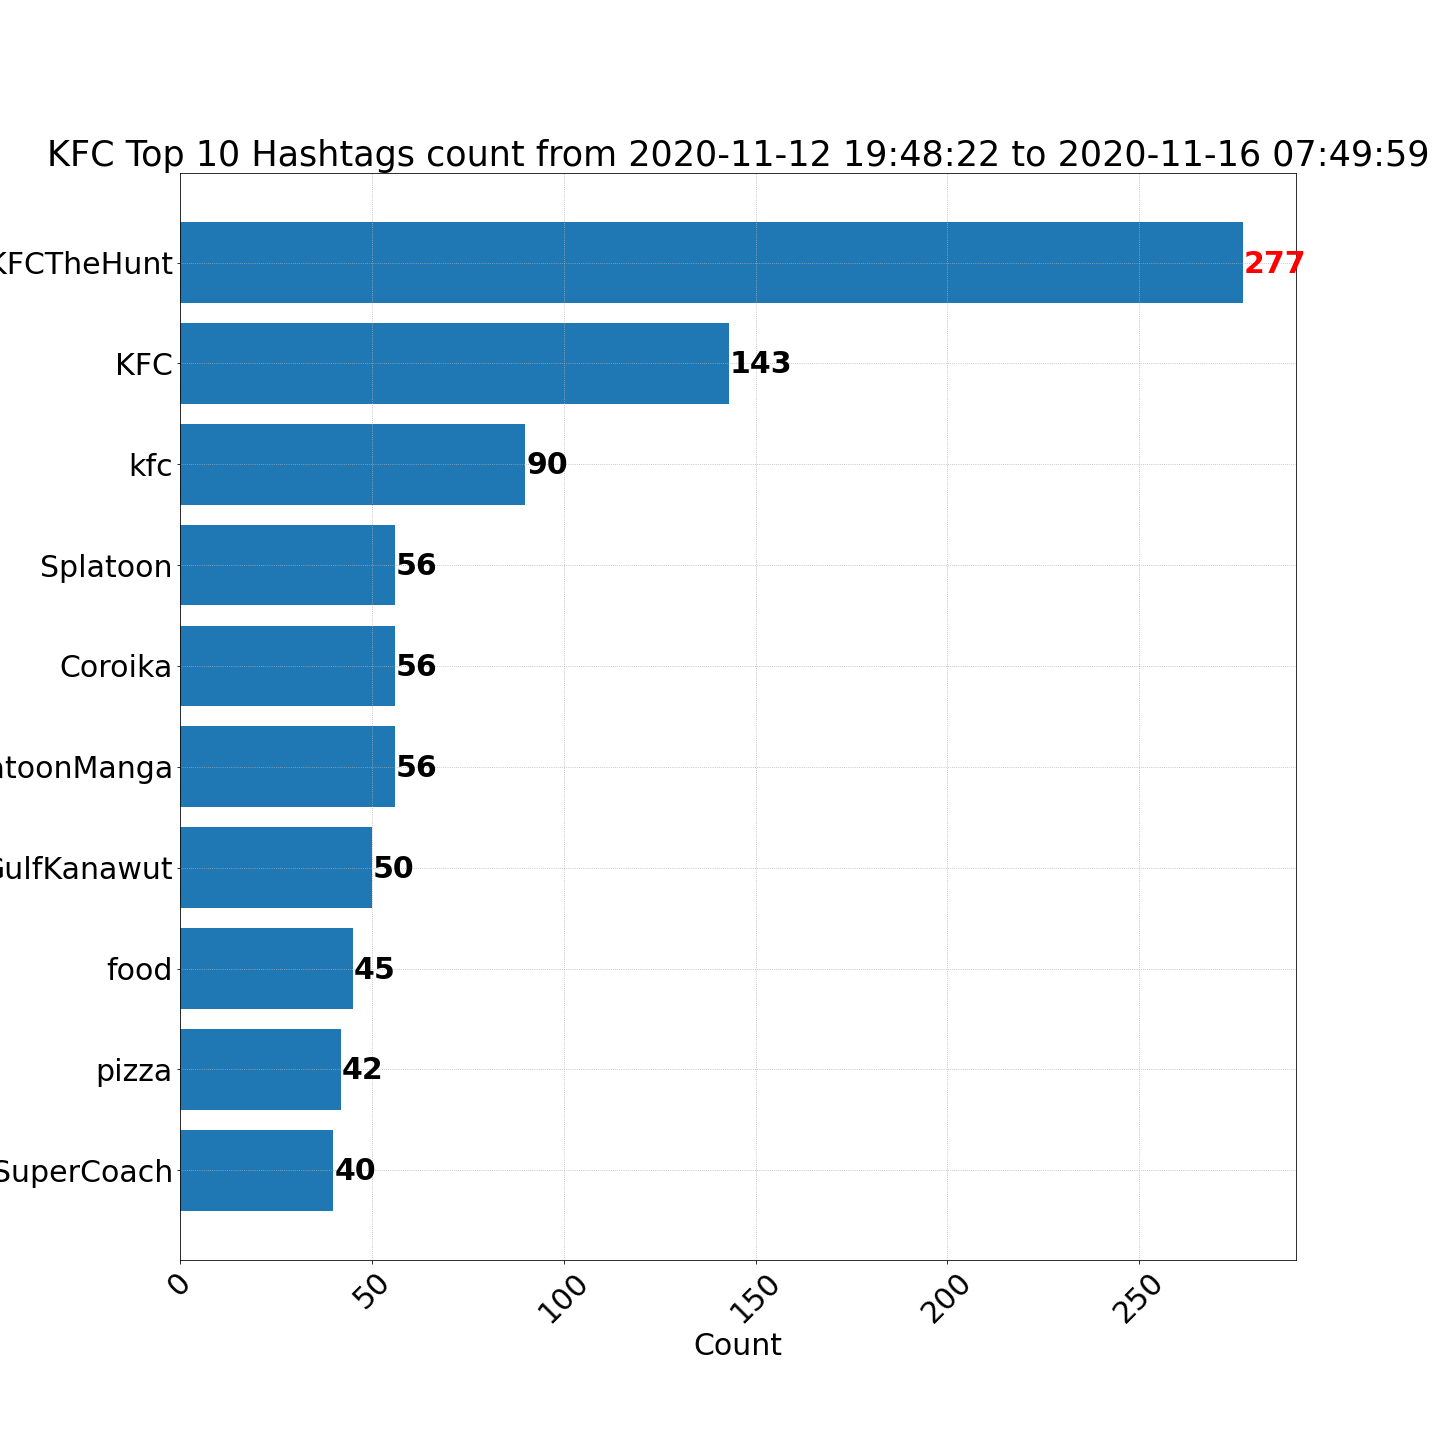 KFC Top 10 Hashtags count from 2020-11-12 19:48:22 to 2020-11-16 07:49:59
KFCTheHunt 277
KFC 143
kfc 90
Splatoon 56
Coroika 56
atoonManga 56
GulfKanawut 50
food 45
pizza 42
SuperCoach 40
0 50 100 150 200 250
Count